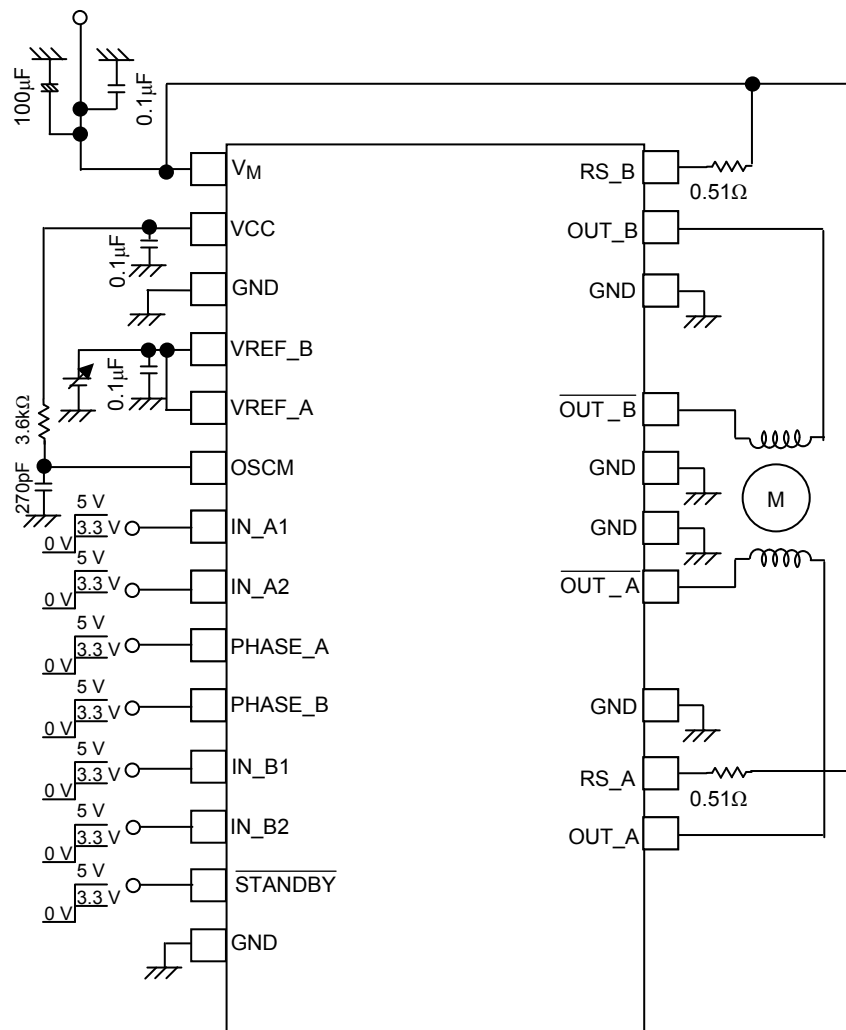 100μF
0.1μF
VM
VCC
0.1μF
GND
VREF_B
0.1μF
VREF_A
3.6kΩ
OSCM
270pF
5 V
3.3 V
0 V
IN_A1
5 V
3.3 V
0 V
IN_A2
5 V
3.3 V
0 V
PHASE_A
5 V
3.3 V
0 V
PHASE_B
5 V
3.3 V
0 V
IN_B1
5 V
3.3 V
0 V
IN_B2
5 V
3.3 V
0 V
STANDBY
GND
RS_B
0.51Ω
OUT_B
GND
OUT_B
GND
M
GND
OUT_A
GND
RS_A
0.51Ω
OUT_A